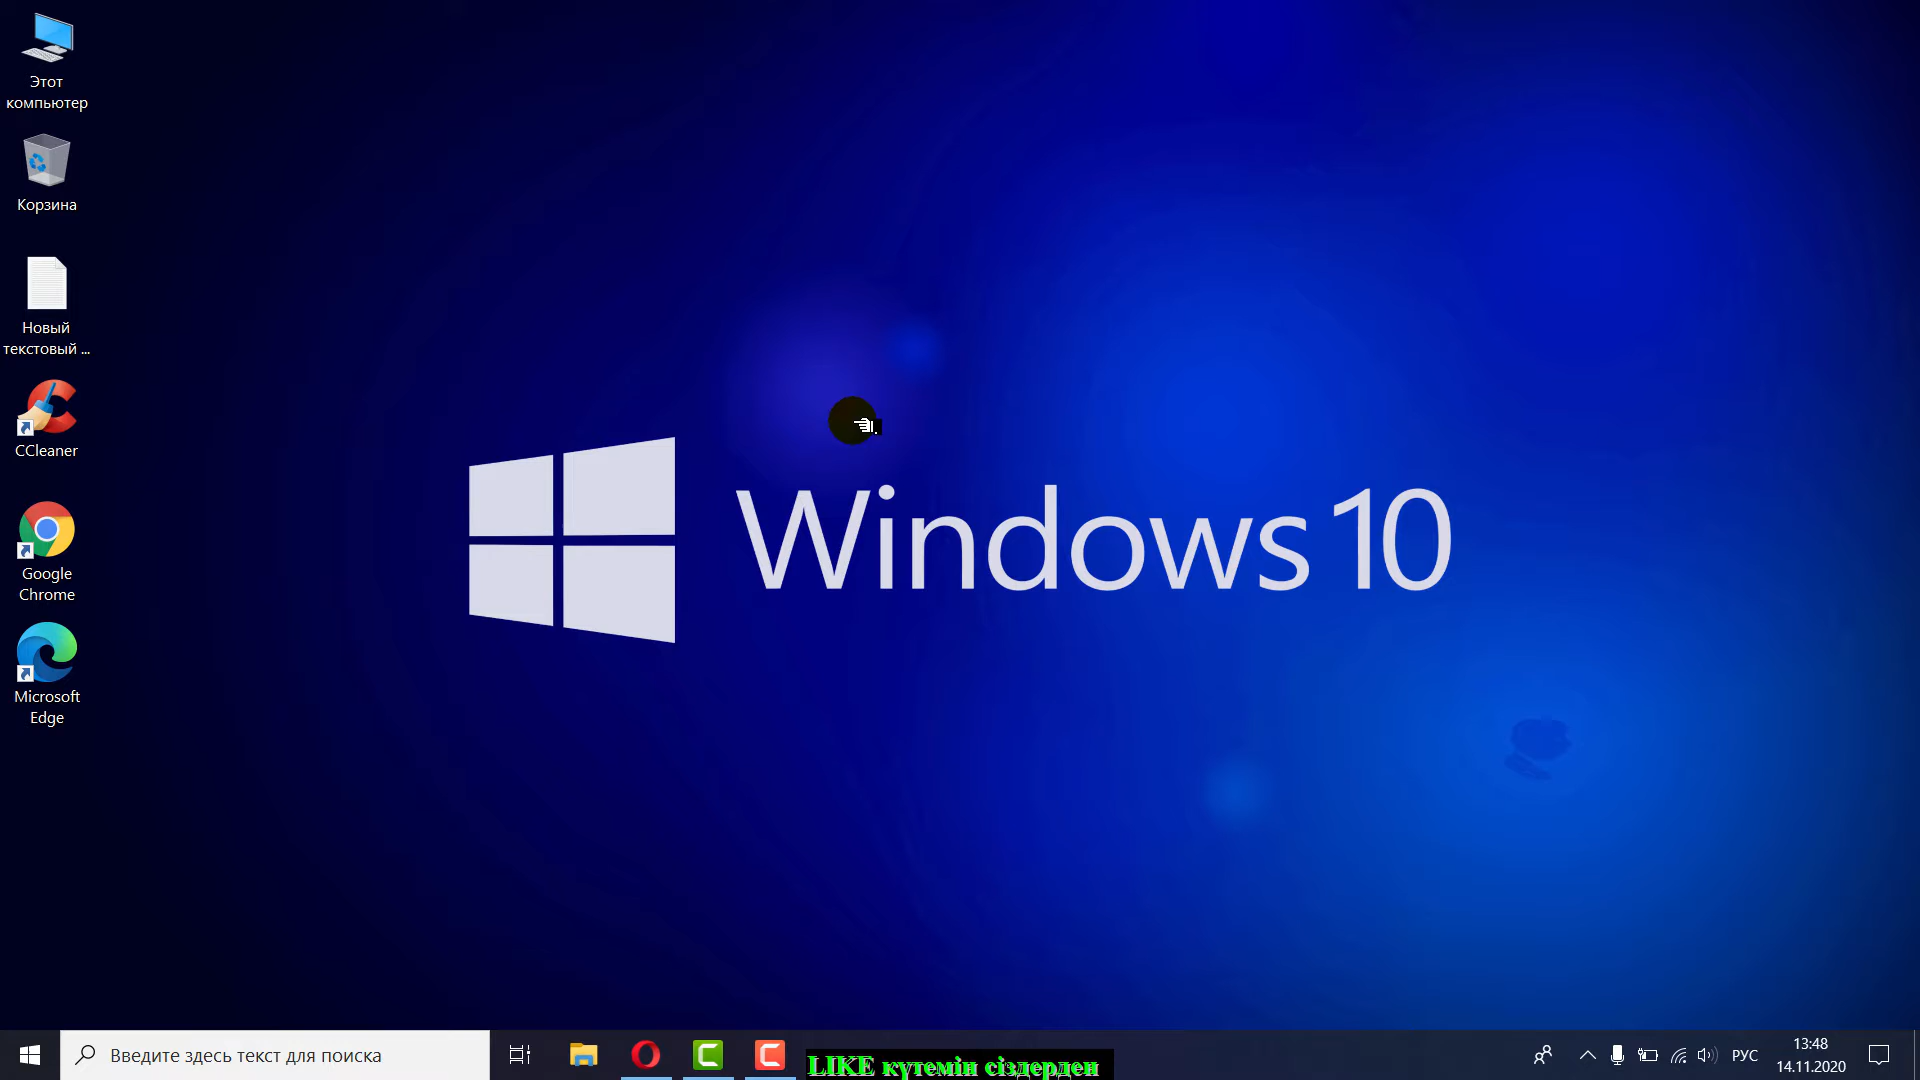 Этот
компьютер
Корзина
Новый
текстовый ...
CCleaner
Google
Chrome
Microsoft
Edge
Windows 10
Введите здесь текст для поиска
LIKE күтемін сіздерден
РУС
13:48
14.11.2020